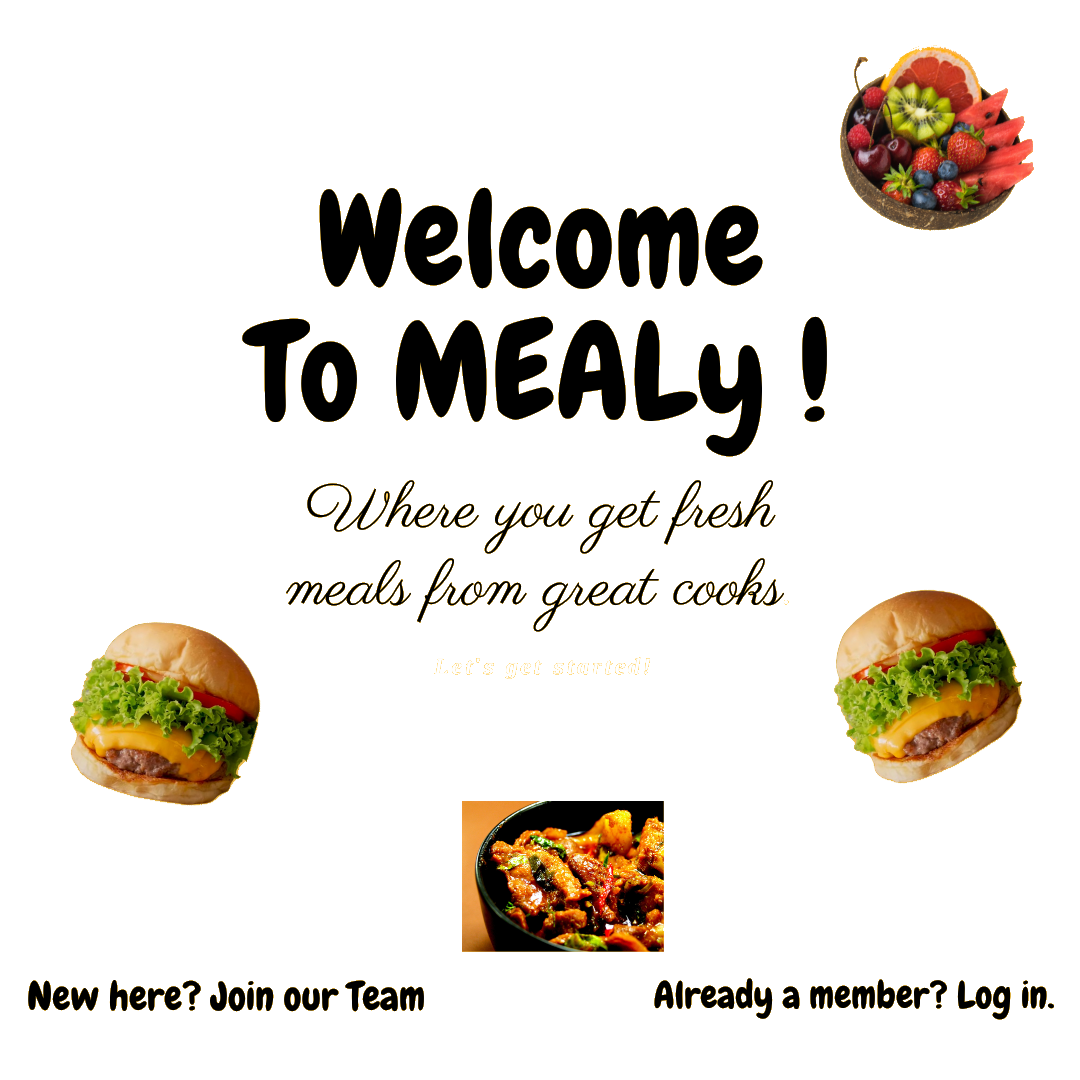 Welcome
To MEALy !
Where you get fresh
meals from great cooks.
Let's get started!
New here? Join our Team
Already a member? Log in.